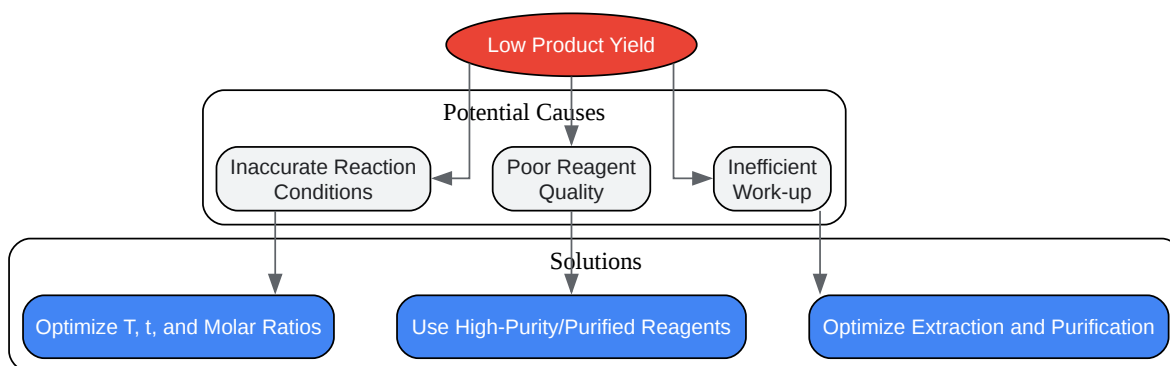 Low Product Yield
Potential Causes
Inaccurate Reaction
Conditions
Poor Reagent
Quality
Inefficient
Work-up
Solutions
Optimize T, t, and Molar Ratios
Use High-Purity/Purified Reagents
Optimize Extraction and Purification